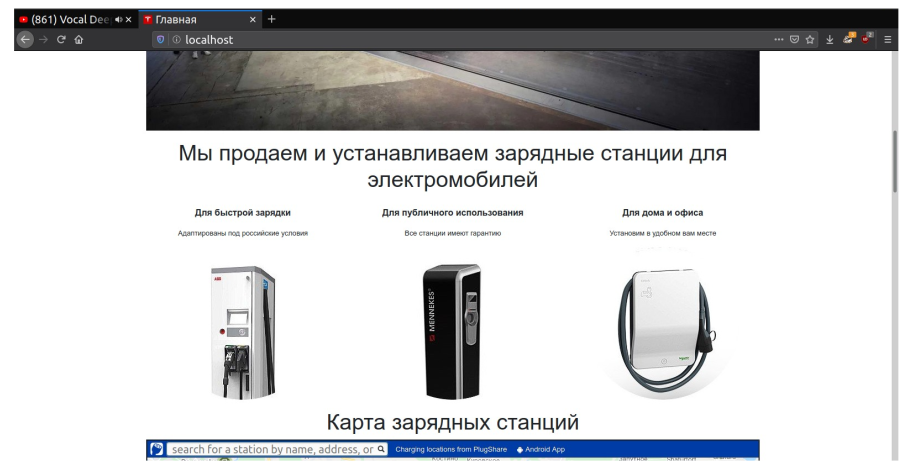 (861) Vocal Deep
Главная
localhost
Мы продаем и устанавливаем зарядные станции для
электромобилей
Для быстрой зарядки
Для публичного использования
Для дома и офиса
Адаптированы под российские условия
Все станции имеют гарантию
Установим в удобном вам месте
ABB
MENNEKES
Карта зарядных станций
search for a station by name, address, or
Charging locations from PlugShare
Android App